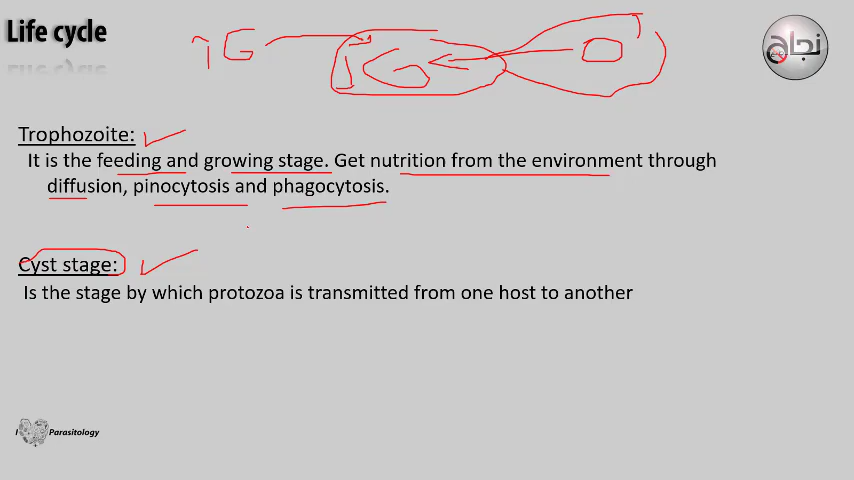 Life cycle
G
نجاح
Trophozoite:
It is the feeding and growing stage. Get nutrition from the environment through
diffusion, pinocytosis and phagocytosis.
Cyst stage:
Is the stage by which protozoa is transmitted from one host to another
I Parasitology